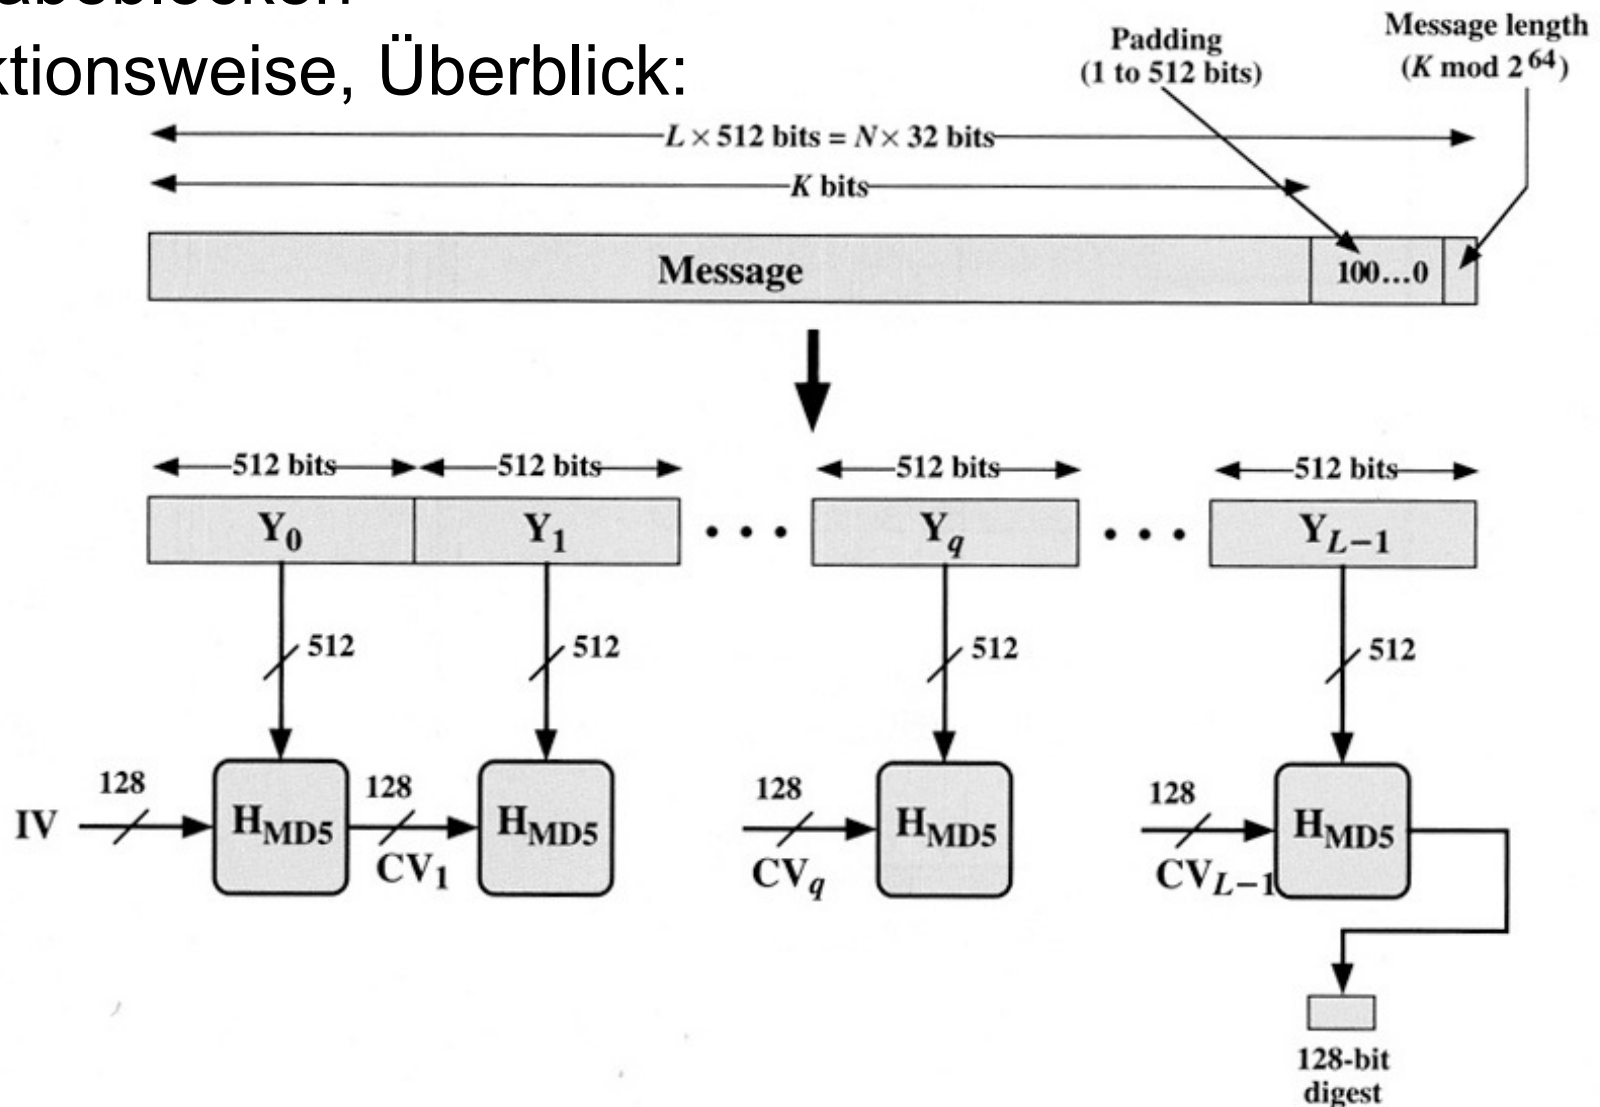 ktionsweise, Überblick:
Padding
(1 to 512 bits)
Message length
(K mod 2^64)
L × 512 bits = N × 32 bits
K bits
Message
100...0
512 bits 512 bits 512 bits 512 bits
Y0 Y1 • • • Yq • • • YL−1
512 512 512 512
128 128 128 128
IV HMD5 HMD5 HMD5 HMD5
CV1 CVq CVL−1
128-bit
digest